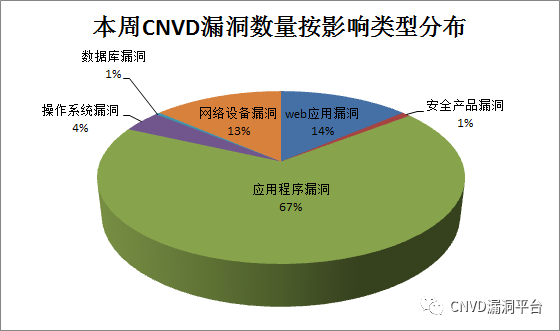 本周CNVD漏洞数量按影响类型分布
数据库漏洞
1%
操作系统漏洞
4%
网络设备漏洞
13%
web应用漏洞
14%
安全产品漏洞
1%
应用程序漏洞
67%
CNVD漏洞平台